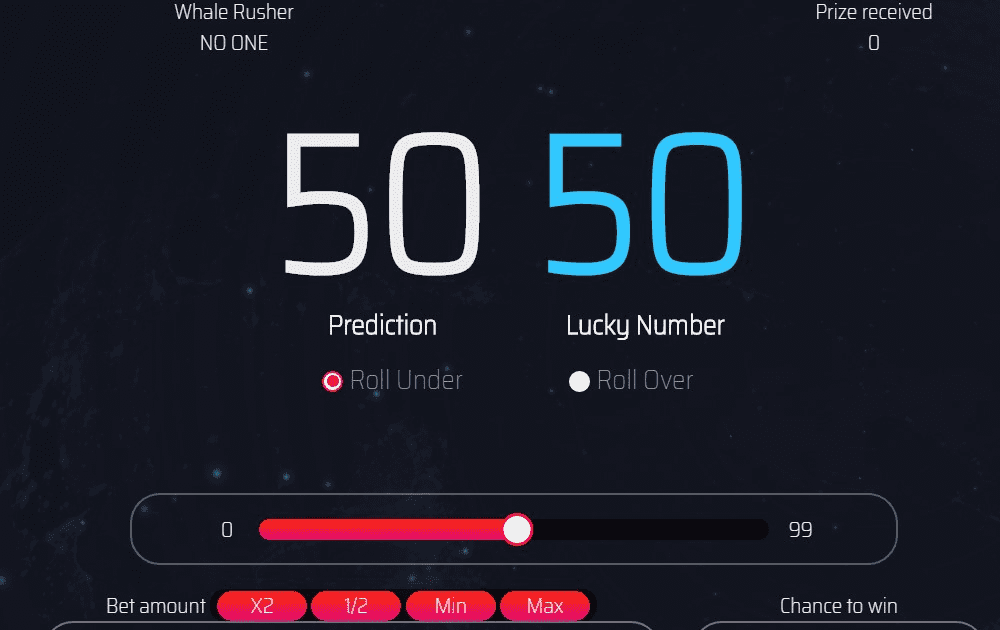 Whale Rusher Prize received
NO ONE 0
50 50
Prediction Lucky Number
Roll Under Roll Over
0 99
Bet amount X2 1/2 Min Max Chance to win